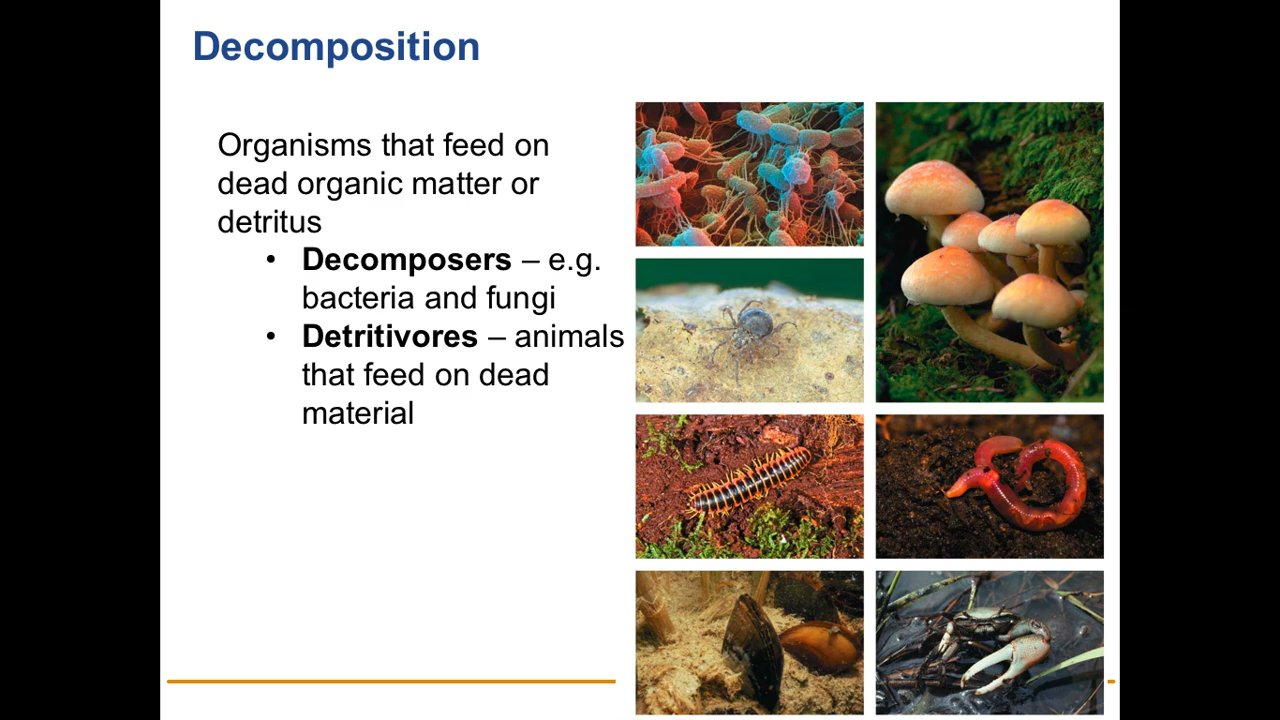 Decomposition
Organisms that feed on
dead organic matter or
detritus
• Decomposers – e.g.
bacteria and fungi
• Detritivores – animals
that feed on dead
material